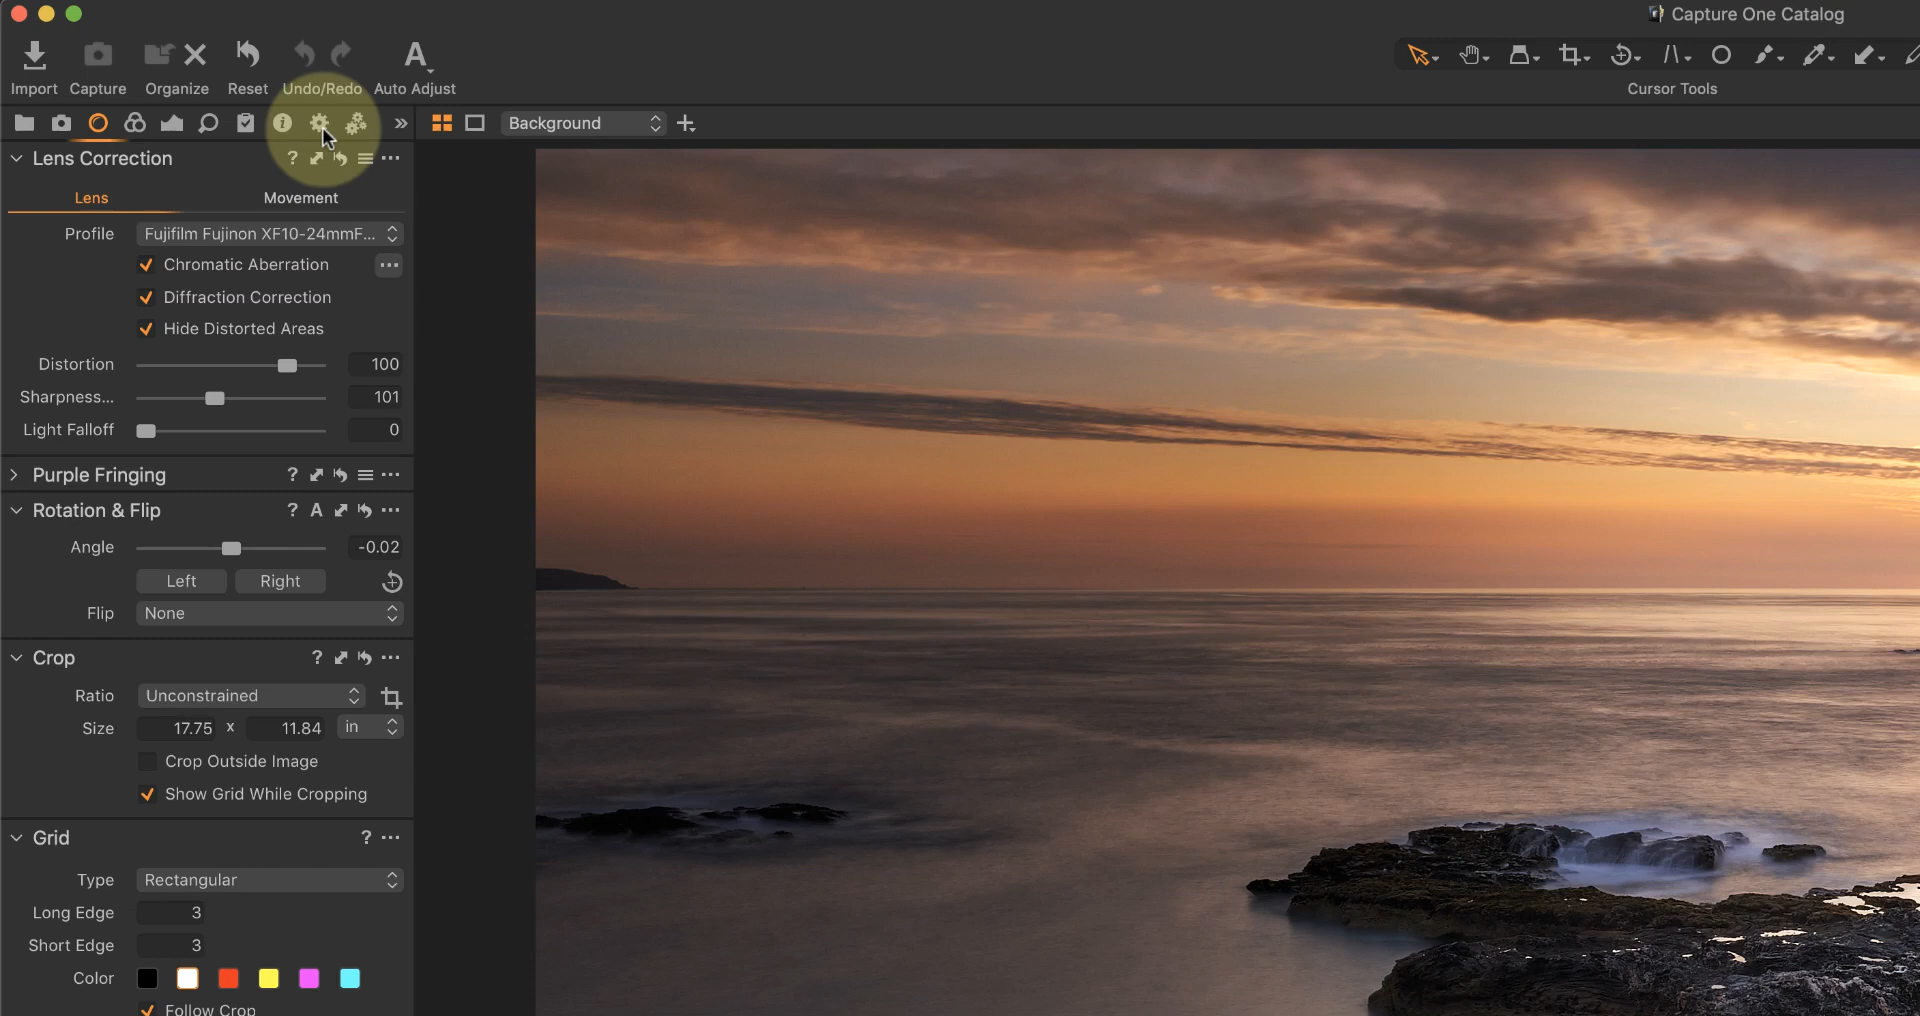 Capture One Catalog
Import Capture Organize Reset Undo/Redo Auto Adjust
Cursor Tools
Background
Lens Correction
Lens Movement
Profile Fujifilm Fujinon XF10-24mmF...
Chromatic Aberration
Diffraction Correction
Hide Distorted Areas
Distortion 100
Sharpness... 101
Light Falloff 0
Purple Fringing
Rotation & Flip
Angle -0.02
Left Right
Flip None
Crop
Ratio Unconstrained
Size 17.75 x 11.84 in
Crop Outside Image
Show Grid While Cropping
Grid
Type Rectangular
Long Edge 3
Short Edge 3
Color
Follow Crop